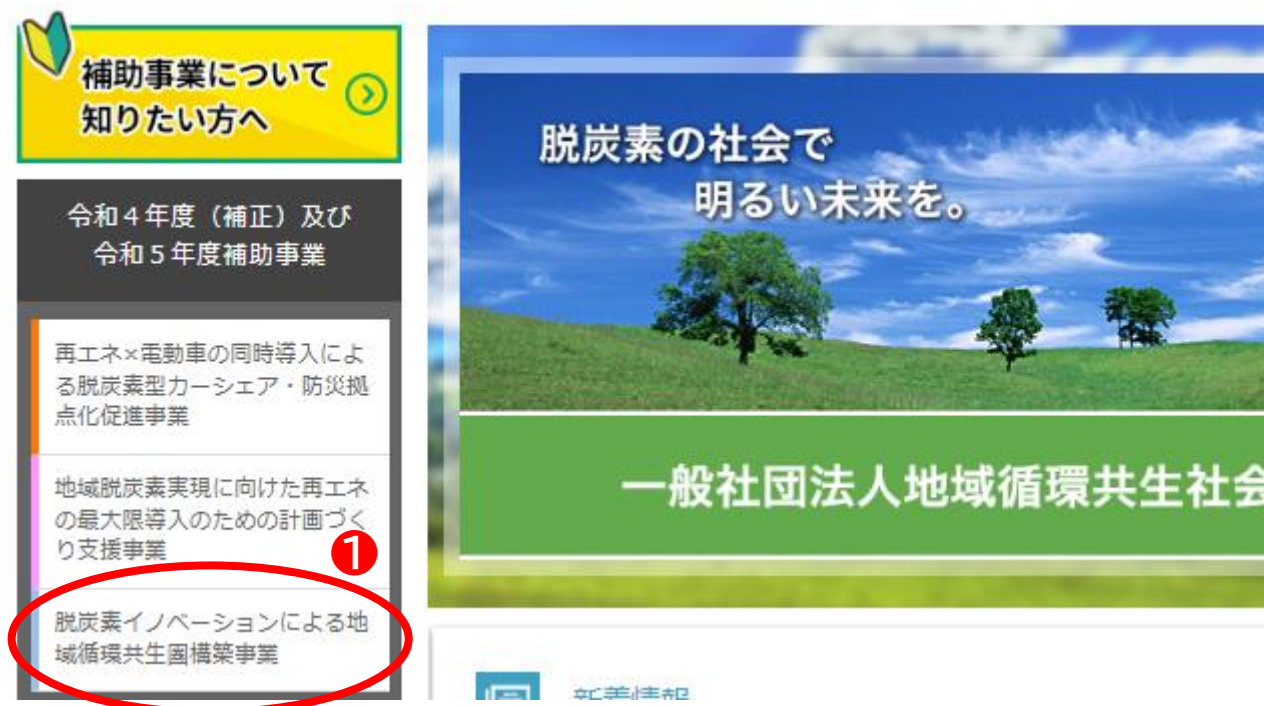 補助事業について
知りたい方へ
令和４年度（補正）及び
令和５年度補助事業
再エネ×電動車の同時導入によ
る脱炭素型カーシェア・防災拠
点化促進事業
地域脱炭素実現に向けた再エネ
の最大限導入のための計画づく
り支援事業
1
脱炭素イノベーションによる地
域循環共生圏構築事業
脱炭素の社会で
明るい未来を。
一般社団法人地域循環共生社会
新着情報